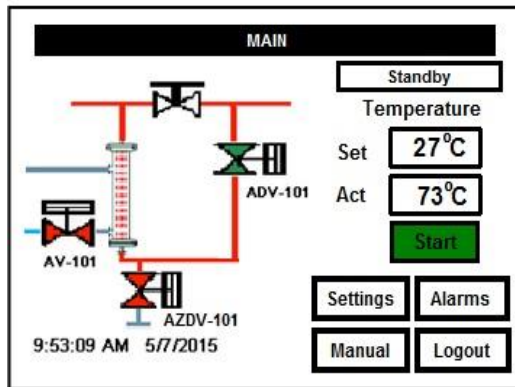 MAIN
Standby
Temperature
Set 27°C
ADV-101
Act 73°C
Start
AV-101
Settings Alarms
AZDV-101
9:53:09 AM 5/7/2015
Manual Logout